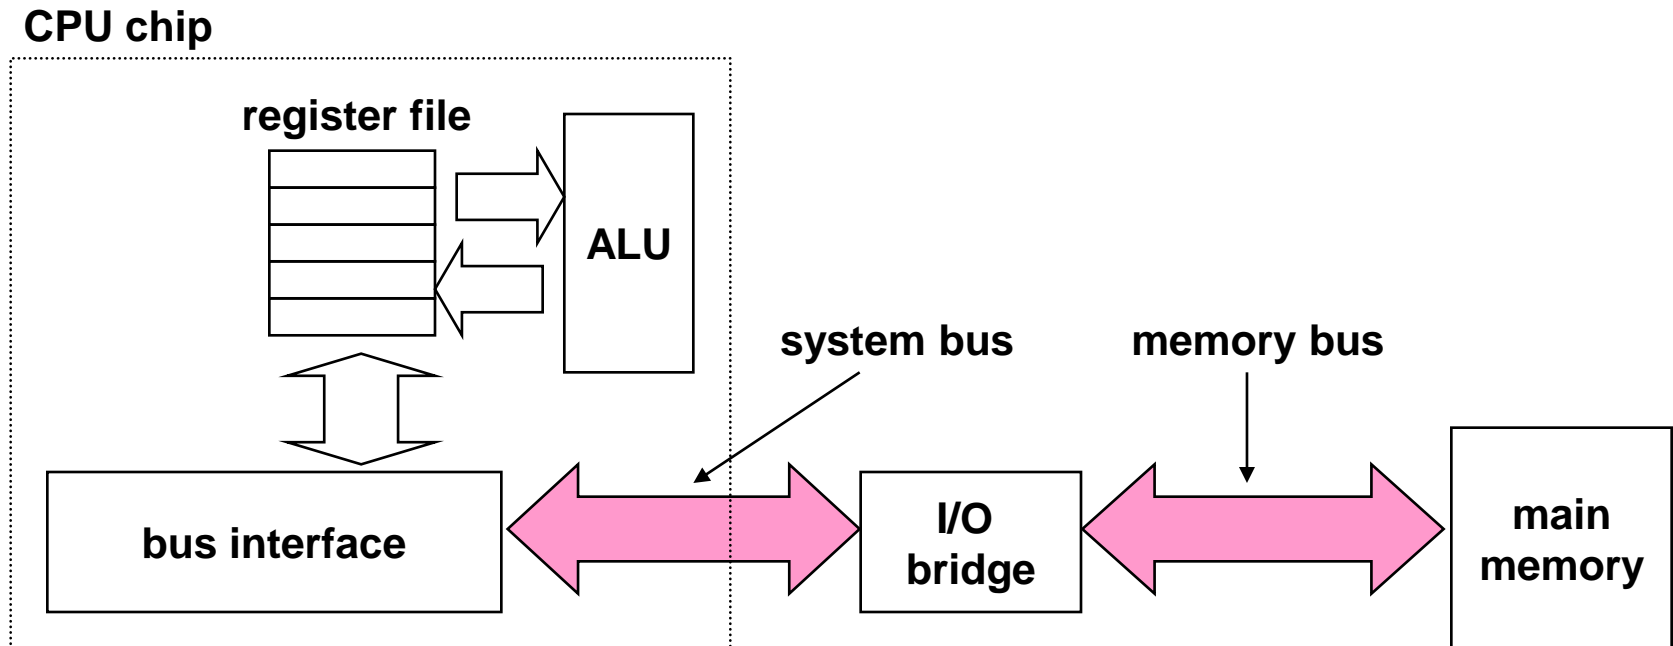 CPU chip
register file
ALU
system bus
memory bus
bus interface
I/O
bridge
main
memory